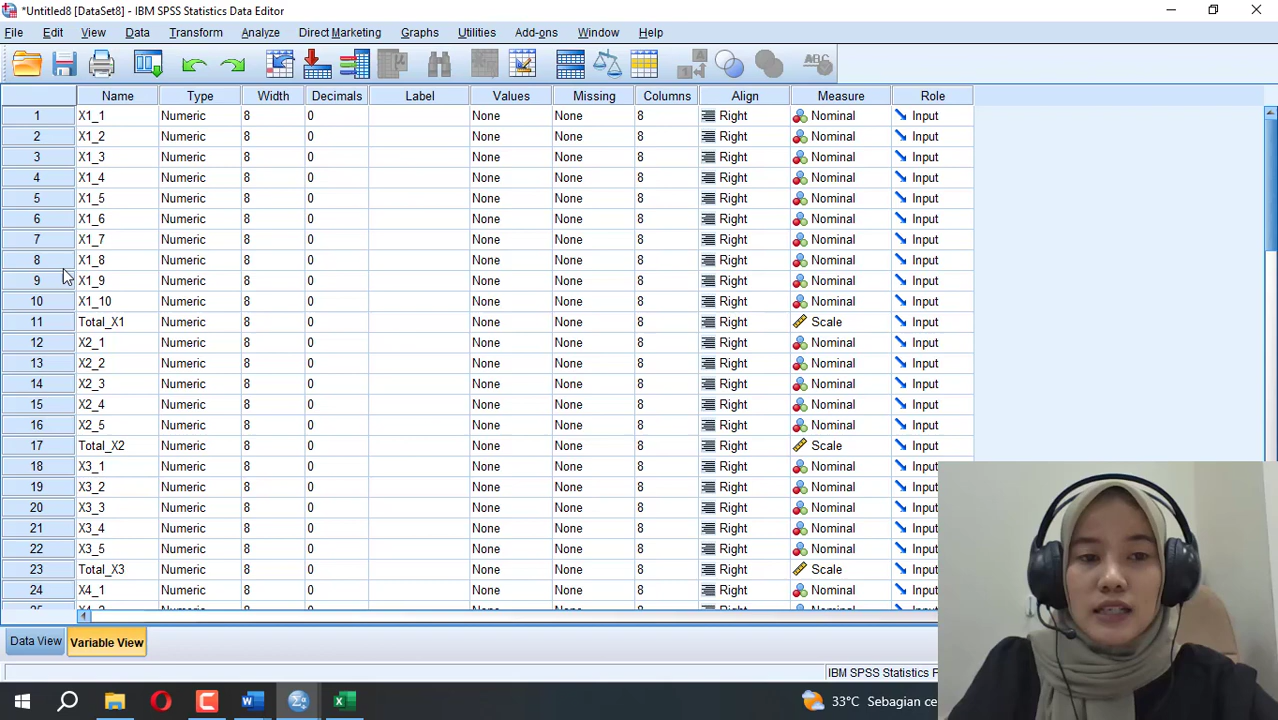 *Untitled8 [DataSet8] - IBM SPSS Statistics Data Editor
File Edit View Data Transform Analyze Direct Marketing Graphs Utilities Add-ons Window Help
Name Type Width Decimals Label Values Missing Columns Align Measure Role
1 X1_1 Numeric 8 0 None None 8 Right Nominal Input
2 X1_2 Numeric 8 0 None None 8 Right Nominal Input
3 X1_3 Numeric 8 0 None None 8 Right Nominal Input
4 X1_4 Numeric 8 0 None None 8 Right Nominal Input
5 X1_5 Numeric 8 0 None None 8 Right Nominal Input
6 X1_6 Numeric 8 0 None None 8 Right Nominal Input
7 X1_7 Numeric 8 0 None None 8 Right Nominal Input
8 X1_8 Numeric 8 0 None None 8 Right Nominal Input
9 X1_9 Numeric 8 0 None None 8 Right Nominal Input
10 X1_10 Numeric 8 0 None None 8 Right Nominal Input
11 Total_X1 Numeric 8 0 None None 8 Right Scale Input
12 X2_1 Numeric 8 0 None None 8 Right Nominal Input
13 X2_2 Numeric 8 0 None None 8 Right Nominal Input
14 X2_3 Numeric 8 0 None None 8 Right Nominal Input
15 X2_4 Numeric 8 0 None None 8 Right Nominal Input
16 X2_5 Numeric 8 0 None None 8 Right Nominal Input
17 Total_X2 Numeric 8 0 None None 8 Right Scale Input
18 X3_1 Numeric 8 0 None None 8 Right Nominal Input
19 X3_2 Numeric 8 0 None None 8 Right Nominal
20 X3_3 Numeric 8 0 None None 8 Right Nominal
21 X3_4 Numeric 8 0 None None 8 Right Nominal
22 X3_5 Numeric 8 0 None None 8 Right Nominal
23 Total_X3 Numeric 8 0 None None 8 Right Scale
24 X4_1 Numeric 8 0 None None 8 Right Nominal
Data View Variable View
IBM SPSS Statistics
33°C Sebagian